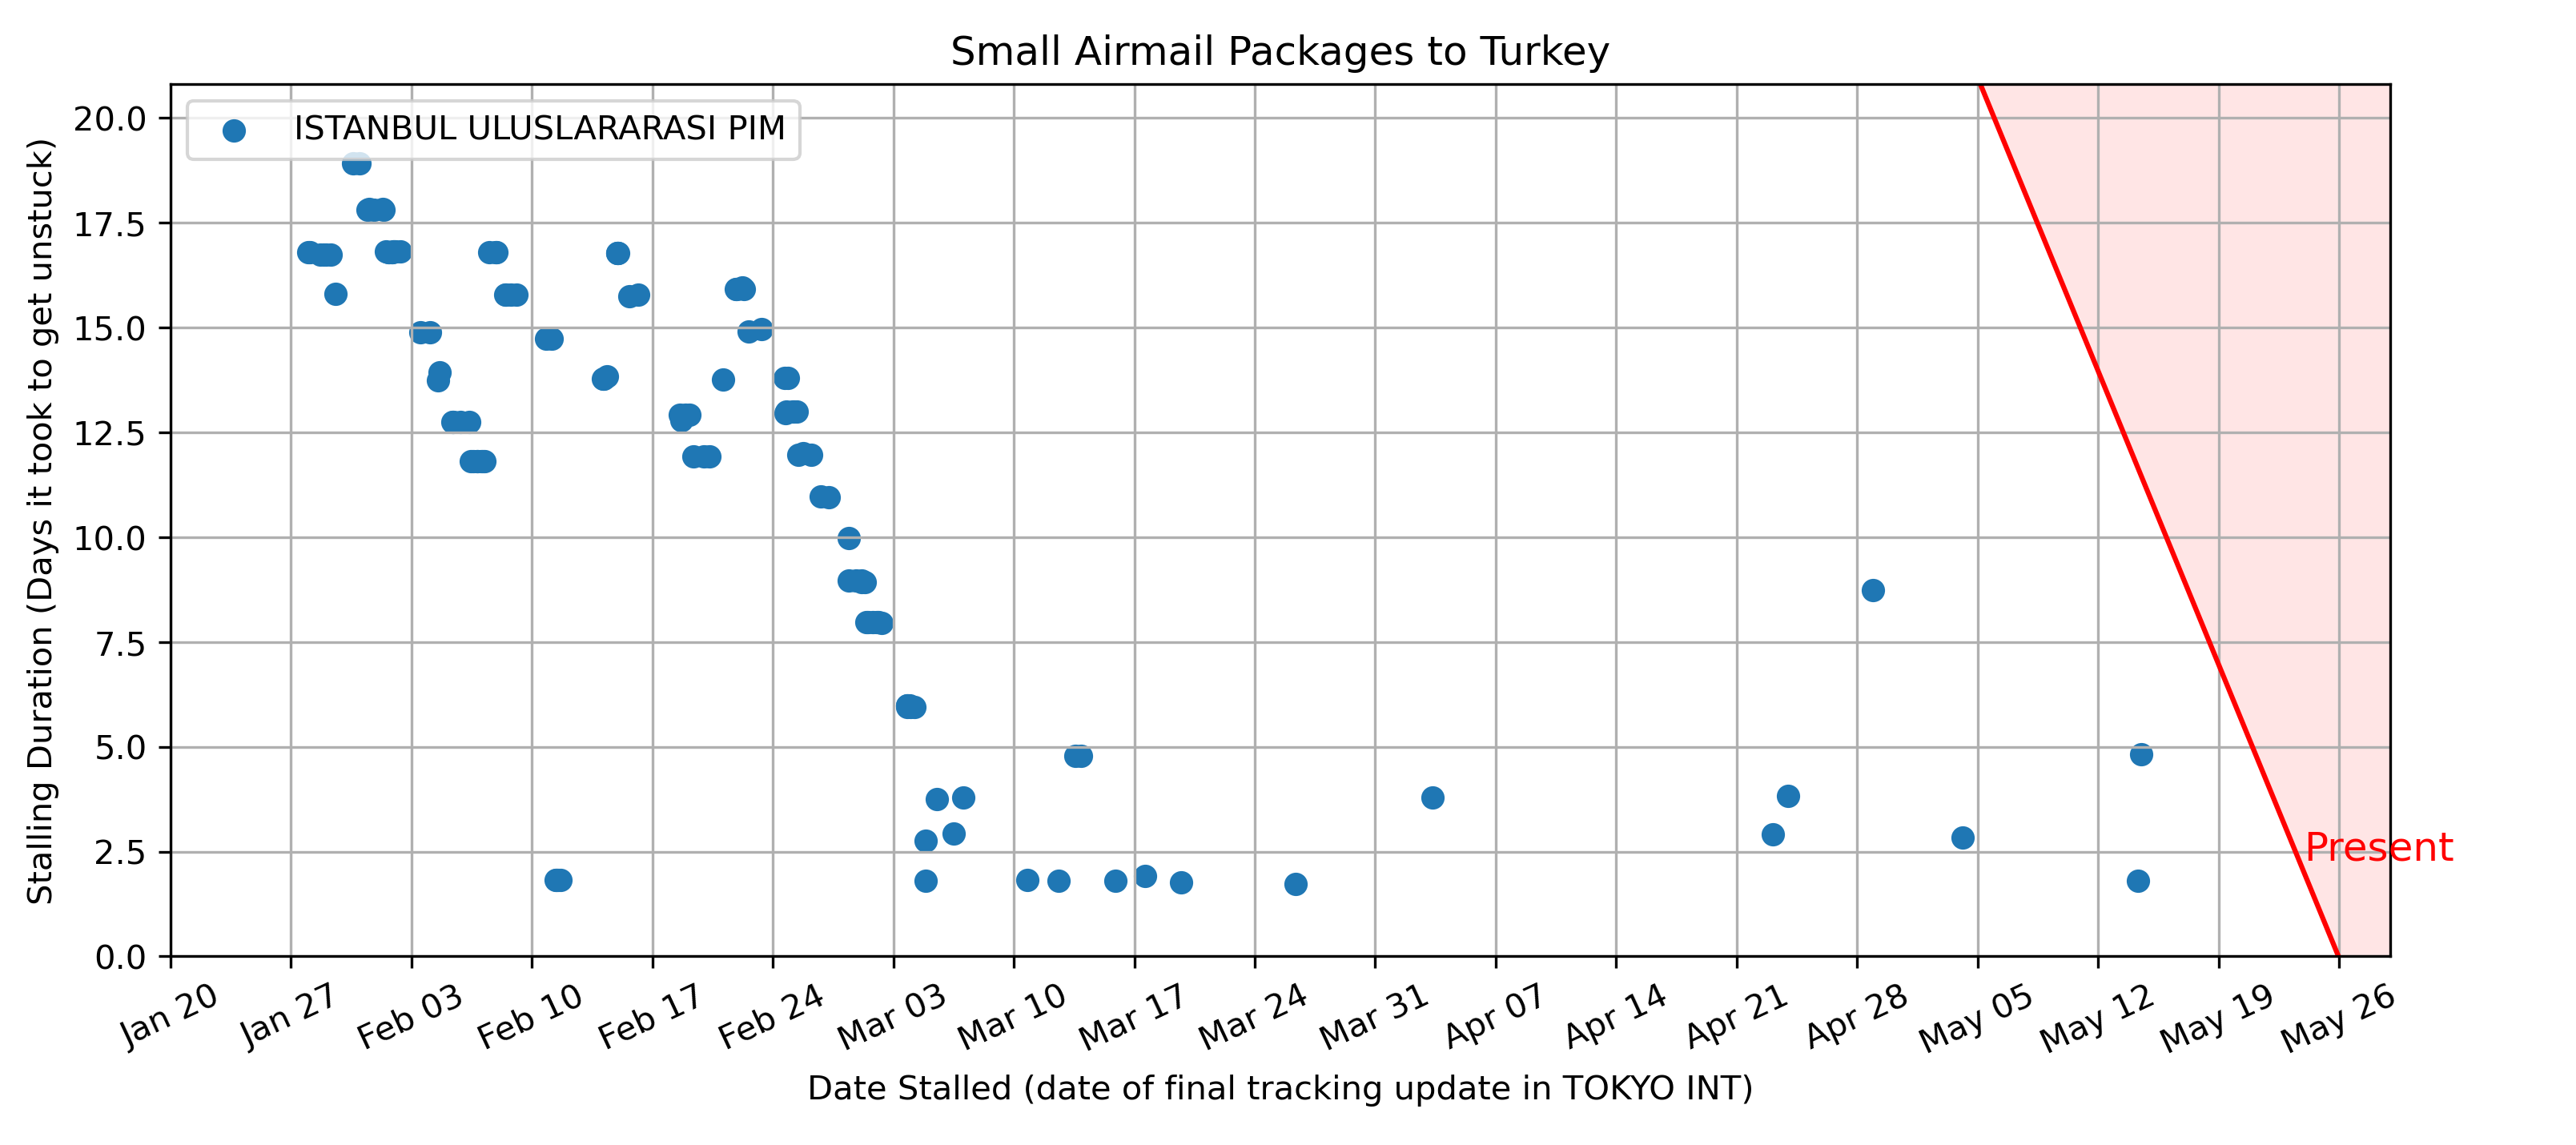 Small Airmail Packages to Turkey
ISTANBUL ULUSLARARASI PIM
Stalling Duration (Days it took to get unstuck)
20.0
17.5
15.0
12.5
10.0
7.5
5.0
2.5
0.0
Present
Jan 20
Jan 27
Feb 03
Feb 10
Feb 17
Feb 24
Mar 03
Mar 10
Mar 17
Mar 24
Mar 31
Apr 07
Apr 14
Apr 21
Apr 28
May 05
May 12
May 19
May 26
Date Stalled (date of final tracking update in TOKYO INT)